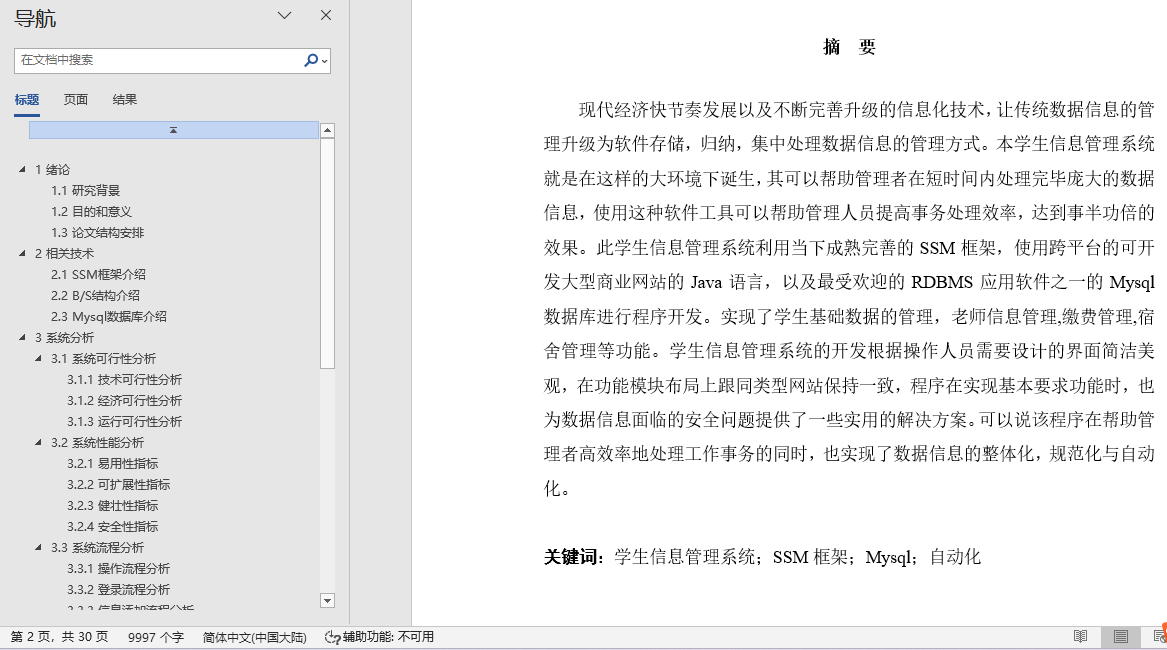 导航
在文档中搜索
标题 页面 结果
1 绪论
1.1 研究背景
1.2 目的和意义
1.3 论文结构安排
2 相关技术
2.1 SSM框架介绍
2.2 B/S结构介绍
2.3 Mysql数据库介绍
3 系统分析
3.1 系统可行性分析
3.1.1 技术可行性分析
3.1.2 经济可行性分析
3.1.3 运行可行性分析
3.2 系统性能分析
3.2.1 易用性指标
3.2.2 可扩展性指标
3.2.3 健壮性指标
3.2.4 安全性指标
3.3 系统流程分析
3.3.1 操作流程分析
3.3.2 登录流程分析
3.3.3 信息添加流程分析
摘 要
现代经济快节奏发展以及不断完善升级的信息化技术，让传统数据信息的管
理升级为软件存储，归纳，集中处理数据信息的管理方式。本学生信息管理系统
就是在这样的大环境下诞生，其可以帮助管理者在短时间内处理完毕庞大的数据
信息，使用这种软件工具可以帮助管理人员提高事务处理效率，达到事半功倍的
效果。此学生信息管理系统利用当下成熟完善的 SSM 框架，使用跨平台的可开
发大型商业网站的 Java 语言，以及最受欢迎的 RDBMS 应用软件之一的 Mysql
数据库进行程序开发。实现了学生基础数据的管理，老师信息管理,缴费管理,宿
舍管理等功能。学生信息管理系统的开发根据操作人员需要设计的界面简洁美
观，在功能模块布局上跟同类型网站保持一致，程序在实现基本要求功能时，也
为数据信息面临的安全问题提供了一些实用的解决方案。可以说该程序在帮助管
理者高效率地处理工作事务的同时，也实现了数据信息的整体化，规范化与自动
化。
关键词：学生信息管理系统；SSM 框架；Mysql；自动化
第 2 页，共 30 页 9997 个字 简体中文(中国大陆) 辅助功能: 不可用